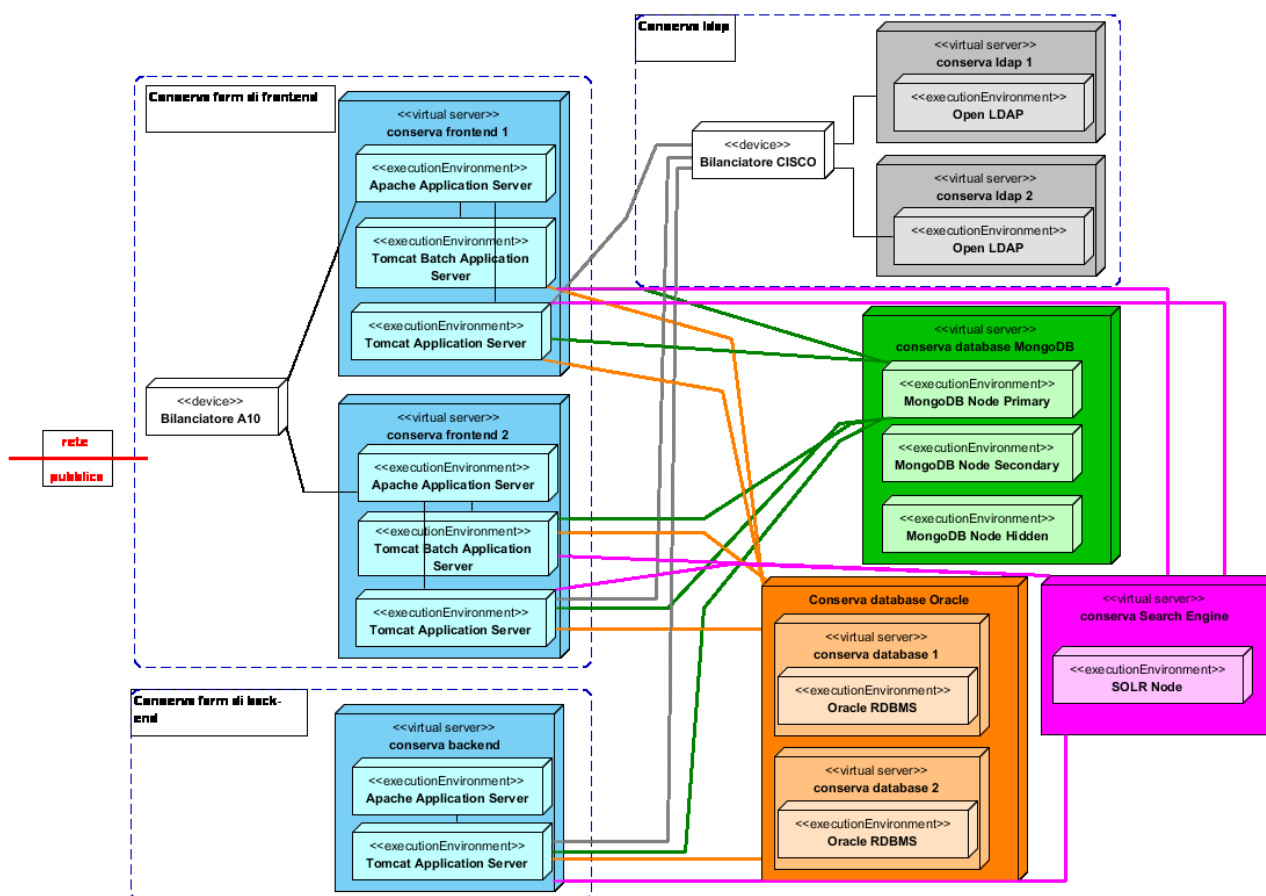 Conserva ldap
<<virtual server>>
conserva ldap 1
<<executionEnvironment>>
Open LDAP
<<device>>
Bilanciatore CISCO
<<virtual server>>
conserva ldap 2
<<executionEnvironment>>
Open LDAP
Conserva farm di frontend
<<virtual server>>
conserva frontend 1
<<executionEnvironment>>
Apache Application Server
<<executionEnvironment>>
Tomcat Batch Application
Server
<<executionEnvironment>>
Tomcat Application Server
<<device>>
Bilanciatore A10
rete
pubblica
<<virtual server>>
conserva frontend 2
<<executionEnvironment>>
Apache Application Server
<<executionEnvironment>>
Tomcat Batch Application
Server
<<executionEnvironment>>
Tomcat Application Server
<<virtual server>>
conserva database MongoDB
<<executionEnvironment>>
MongoDB Node Primary
<<executionEnvironment>>
MongoDB Node Secondary
<<executionEnvironment>>
MongoDB Node Hidden
Conserva database Oracle
<<virtual server>>
conserva database 1
<<executionEnvironment>>
Oracle RDBMS
<<virtual server>>
conserva database 2
<<executionEnvironment>>
Oracle RDBMS
<<virtual server>>
conserva Search Engine
<<executionEnvironment>>
SOLR Node
Conserva farm di back-
end
<<virtual server>>
conserva backend
<<executionEnvironment>>
Apache Application Server
<<executionEnvironment>>
Tomcat Application Server